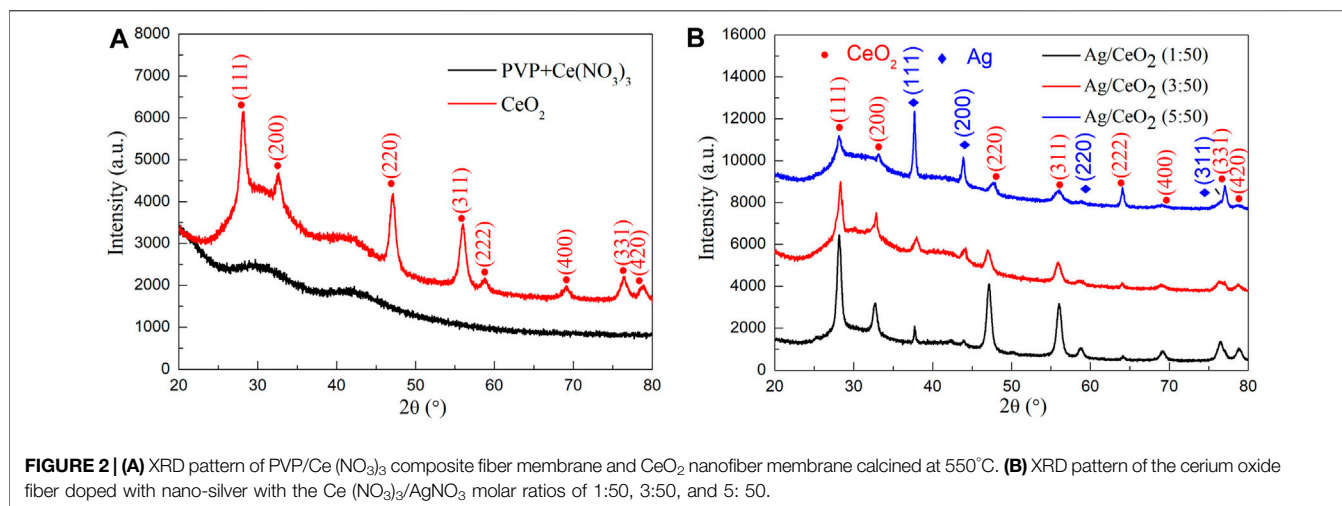 A
8000
7000
6000
5000
4000
3000
2000
1000
0
Intensity (a.u.)
(111)
(200)
(220)
(311)
(222)
(400)
(331)
(420)
PVP+Ce(NO₃)₃
CeO₂
20 30 40 50 60 70 80
2θ (°)
B
16000
14000
12000
10000
8000
6000
4000
2000
0
Intensity (a.u.)
CeO₂ Ag
Ag/CeO₂ (1:50)
Ag/CeO₂ (3:50)
Ag/CeO₂ (5:50)
(111)
(200)
(111)
(200)
(220)
(311)
(220)
(222)
(400)
(311)
(331)
(420)
20 30 40 50 60 70 80
2θ (°)
FIGURE 2 | (A) XRD pattern of PVP/Ce (NO₃)₃ composite fiber membrane and CeO₂ nanofiber membrane calcined at 550°C. (B) XRD pattern of the cerium oxide
fiber doped with nano-silver with the Ce (NO₃)₃/AgNO₃ molar ratios of 1:50, 3:50, and 5: 50.